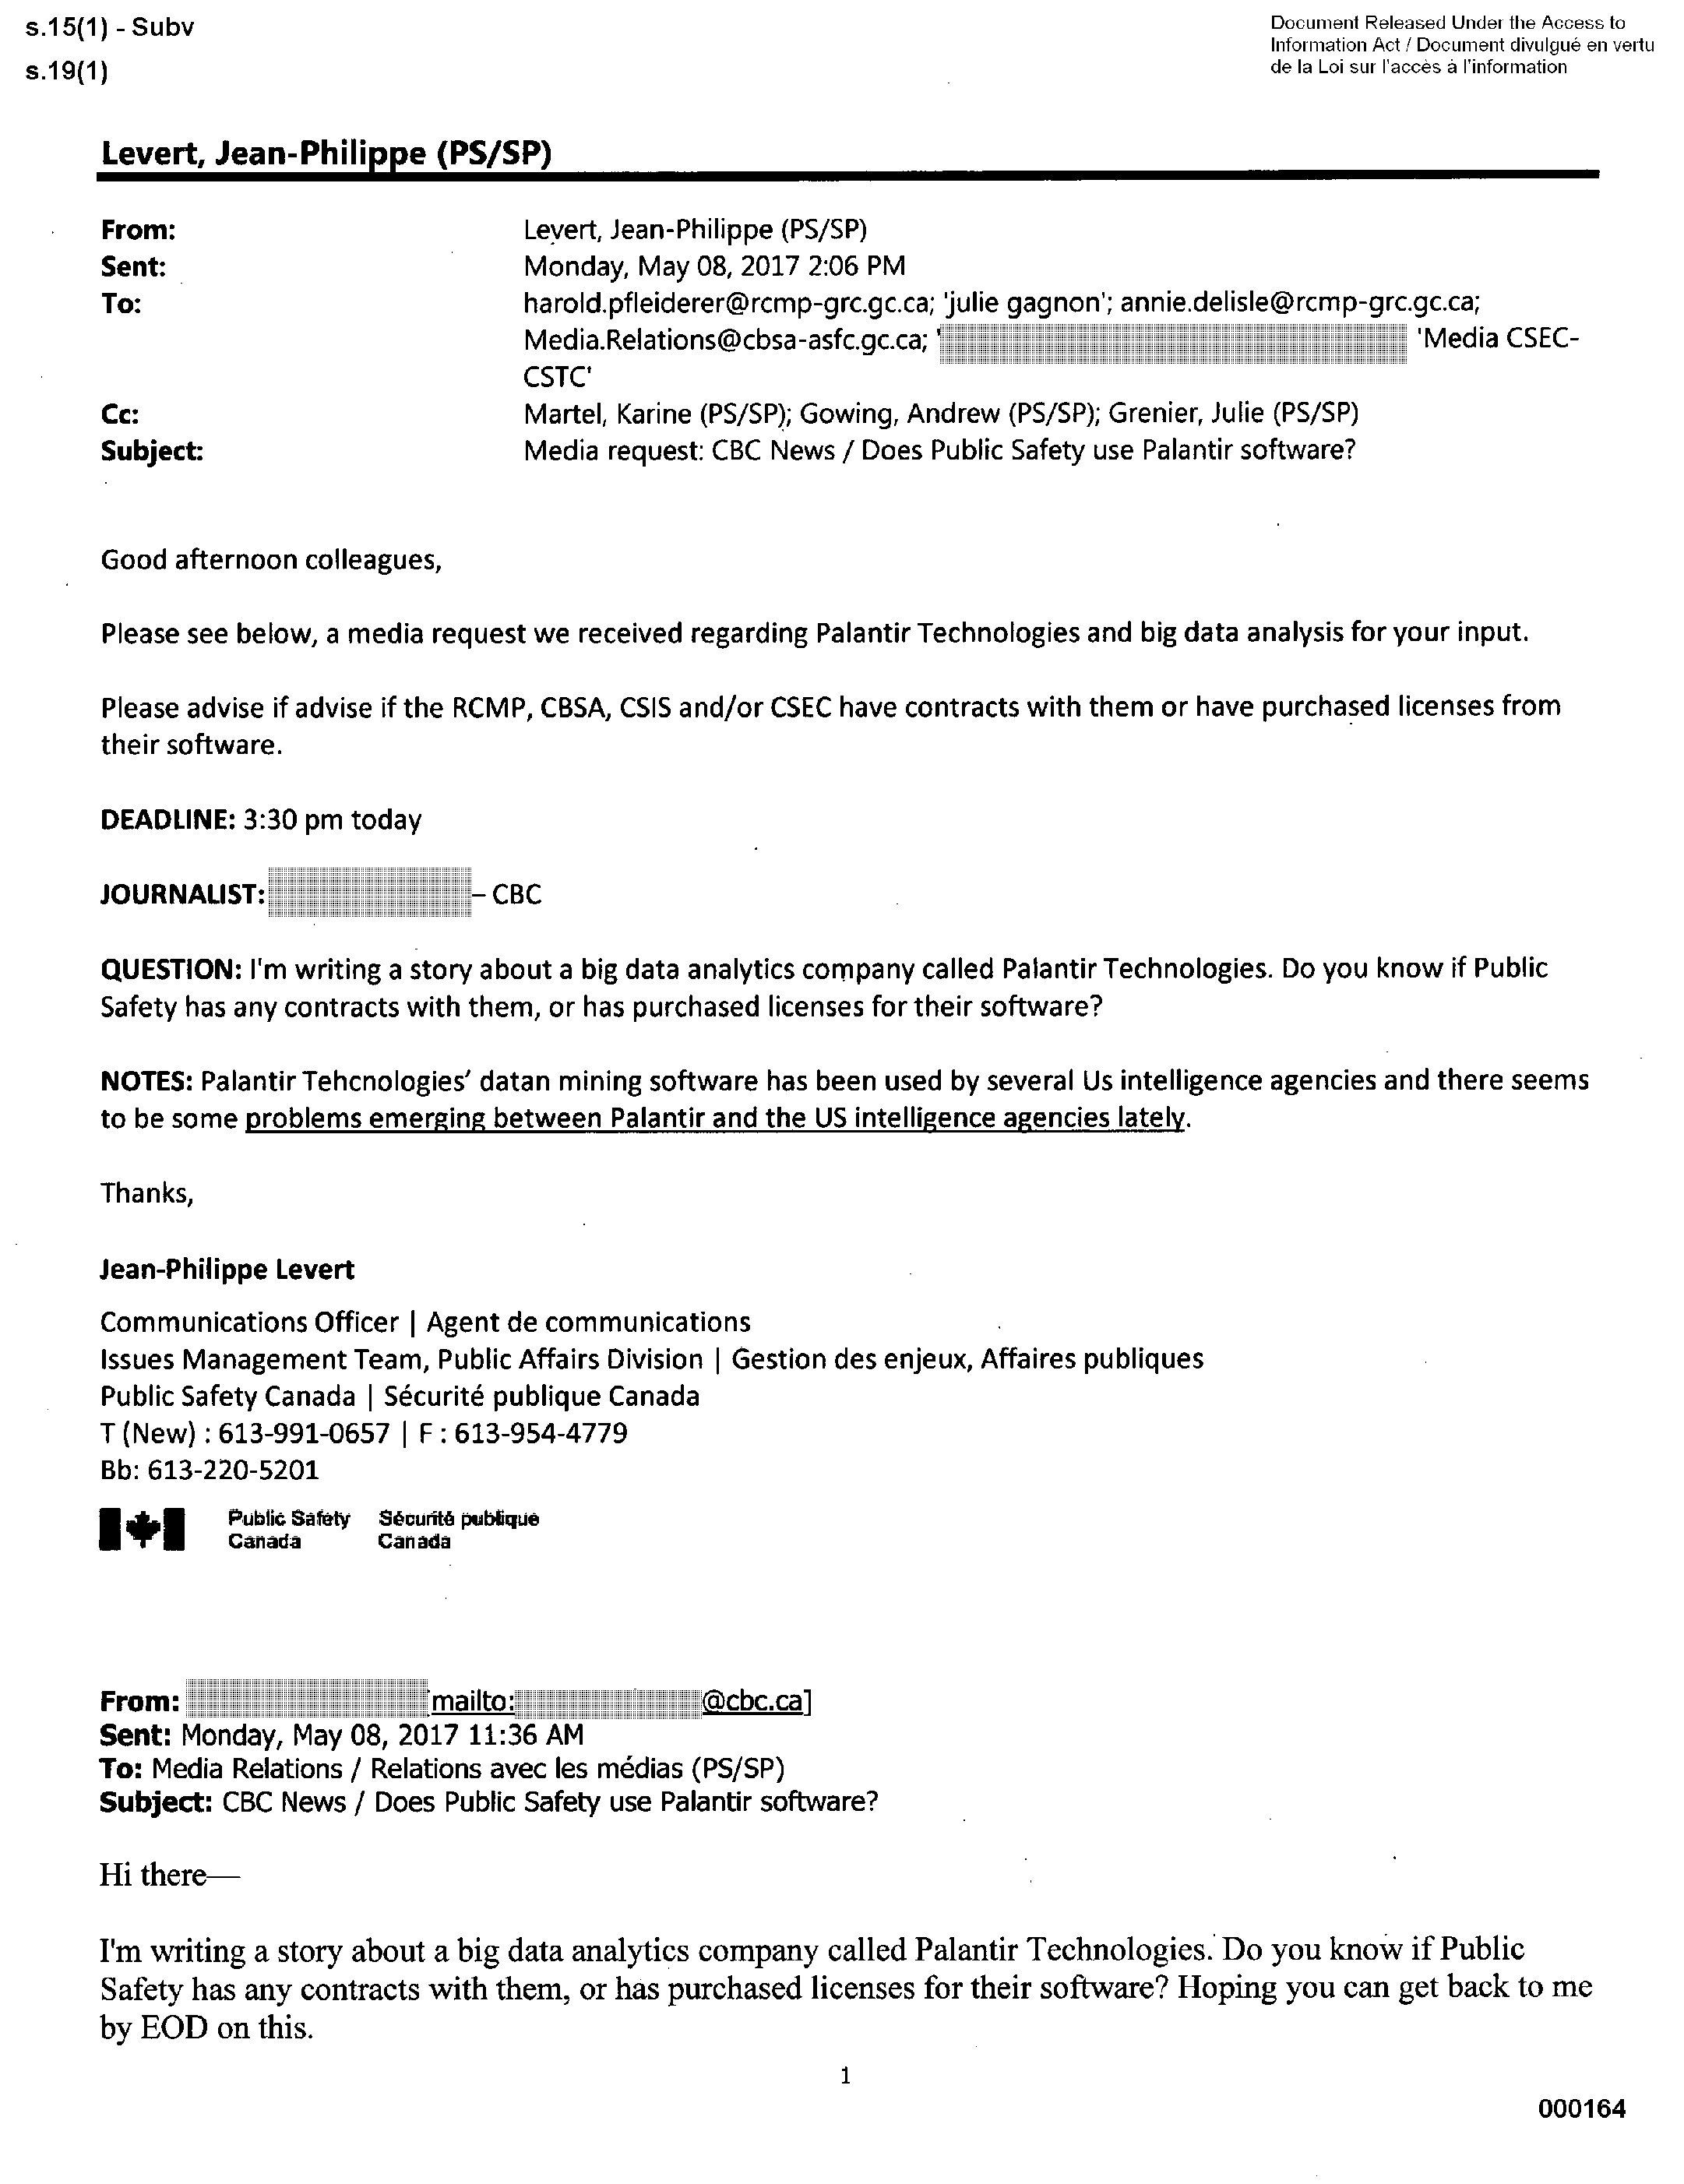 s.15(1) - Subv
s.19(1)
Document Released Under the Access to
Information Act / Document divulgué en vertu
de la Loi sur l'accès à l'information
Levert, Jean-Philippe (PS/SP)
From: Levert, Jean-Philippe (PS/SP)
Sent: Monday, May 08, 2017 2:06 PM
To: harold.pfleiderer@rcmp-grc.gc.ca; 'julie gagnon'; annie.delisle@rcmp-grc.gc.ca;
Media.Relations@cbsa-asfc.gc.ca; ' 'Media CSEC-
CSTC'
Cc: Martel, Karine (PS/SP); Gowing, Andrew (PS/SP); Grenier, Julie (PS/SP)
Subject: Media request: CBC News / Does Public Safety use Palantir software?
Good afternoon colleagues,
Please see below, a media request we received regarding Palantir Technologies and big data analysis for your input.
Please advise if advise if the RCMP, CBSA, CSIS and/or CSEC have contracts with them or have purchased licenses from
their software.
DEADLINE: 3:30 pm today
JOURNALIST: – CBC
QUESTION: I'm writing a story about a big data analytics company called Palantir Technologies. Do you know if Public
Safety has any contracts with them, or has purchased licenses for their software?
NOTES: Palantir Tehcnologies' datan mining software has been used by several Us intelligence agencies and there seems
to be some problems emerging between Palantir and the US intelligence agencies lately.
Thanks,
Jean-Philippe Levert
Communications Officer | Agent de communications
Issues Management Team, Public Affairs Division | Gestion des enjeux, Affaires publiques
Public Safety Canada | Sécurité publique Canada
T (New) : 613-991-0657 | F : 613-954-4779
Bb: 613-220-5201
Public Safety Sécurité publique
Canada Canada
From: mailto: @cbc.ca]
Sent: Monday, May 08, 2017 11:36 AM
To: Media Relations / Relations avec les médias (PS/SP)
Subject: CBC News / Does Public Safety use Palantir software?
Hi there—
I'm writing a story about a big data analytics company called Palantir Technologies. Do you know if Public
Safety has any contracts with them, or has purchased licenses for their software? Hoping you can get back to me
by EOD on this.
1
000164